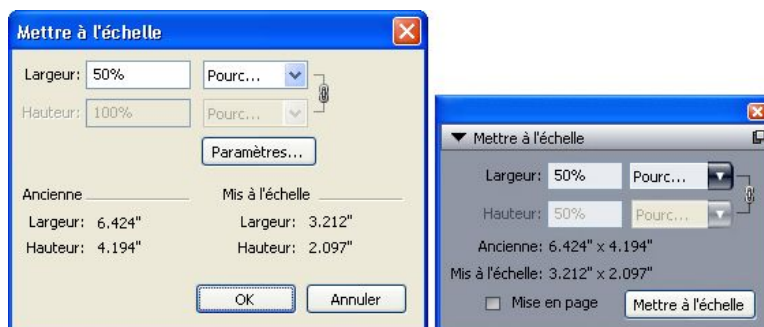 Mettre à l'échelle
Largeur: 50% Pourc...
Hauteur: 100% Pourc...
Paramètres...
Ancienne Mis à l'échelle
Largeur: 6.424" Largeur: 3.212"
Hauteur: 4.194" Hauteur: 2.097"
OK Annuler
Mettre à l'échelle
Largeur: 50% Pourc...
Hauteur: 50% Pourc...
Ancienne: 6.424" x 4.194"
Mis à l'échelle: 3.212" x 2.097"
Mise en page Mettre à l'échelle